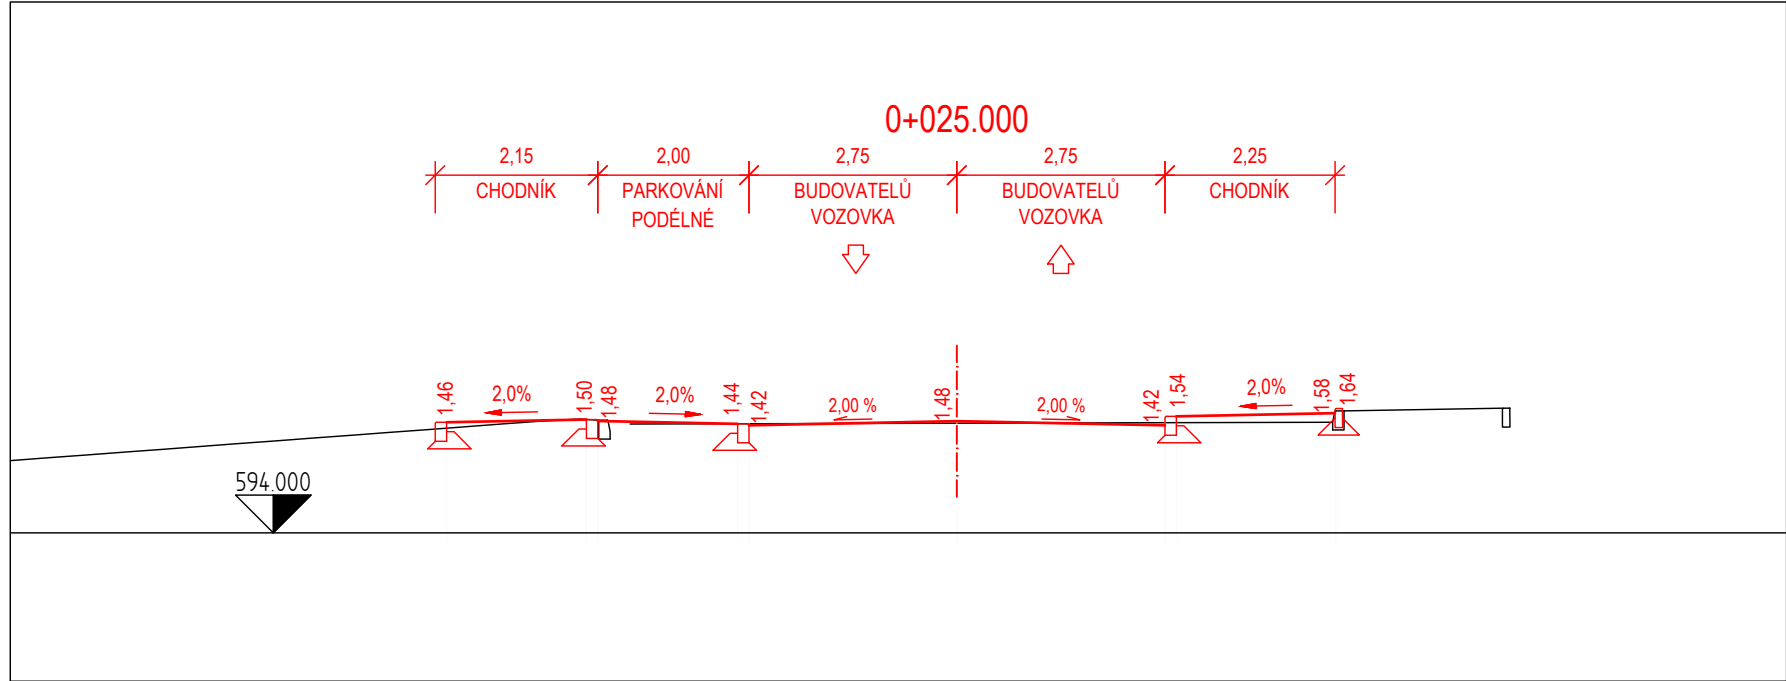 0+025.000
2,15
2,00
2,75
2,75
2,25
CHODNÍK
PARKOVÁNÍ
PODÉLNÉ
BUDOVATELŮ
VOZOVKA
BUDOVATELŮ
VOZOVKA
CHODNÍK
1,46
2,0%
1,50
1,48
2,0%
1,44
1,42
2,00 %
1,48
2,00 %
1,42
1,54
2,0%
1,58
1,64
594.000